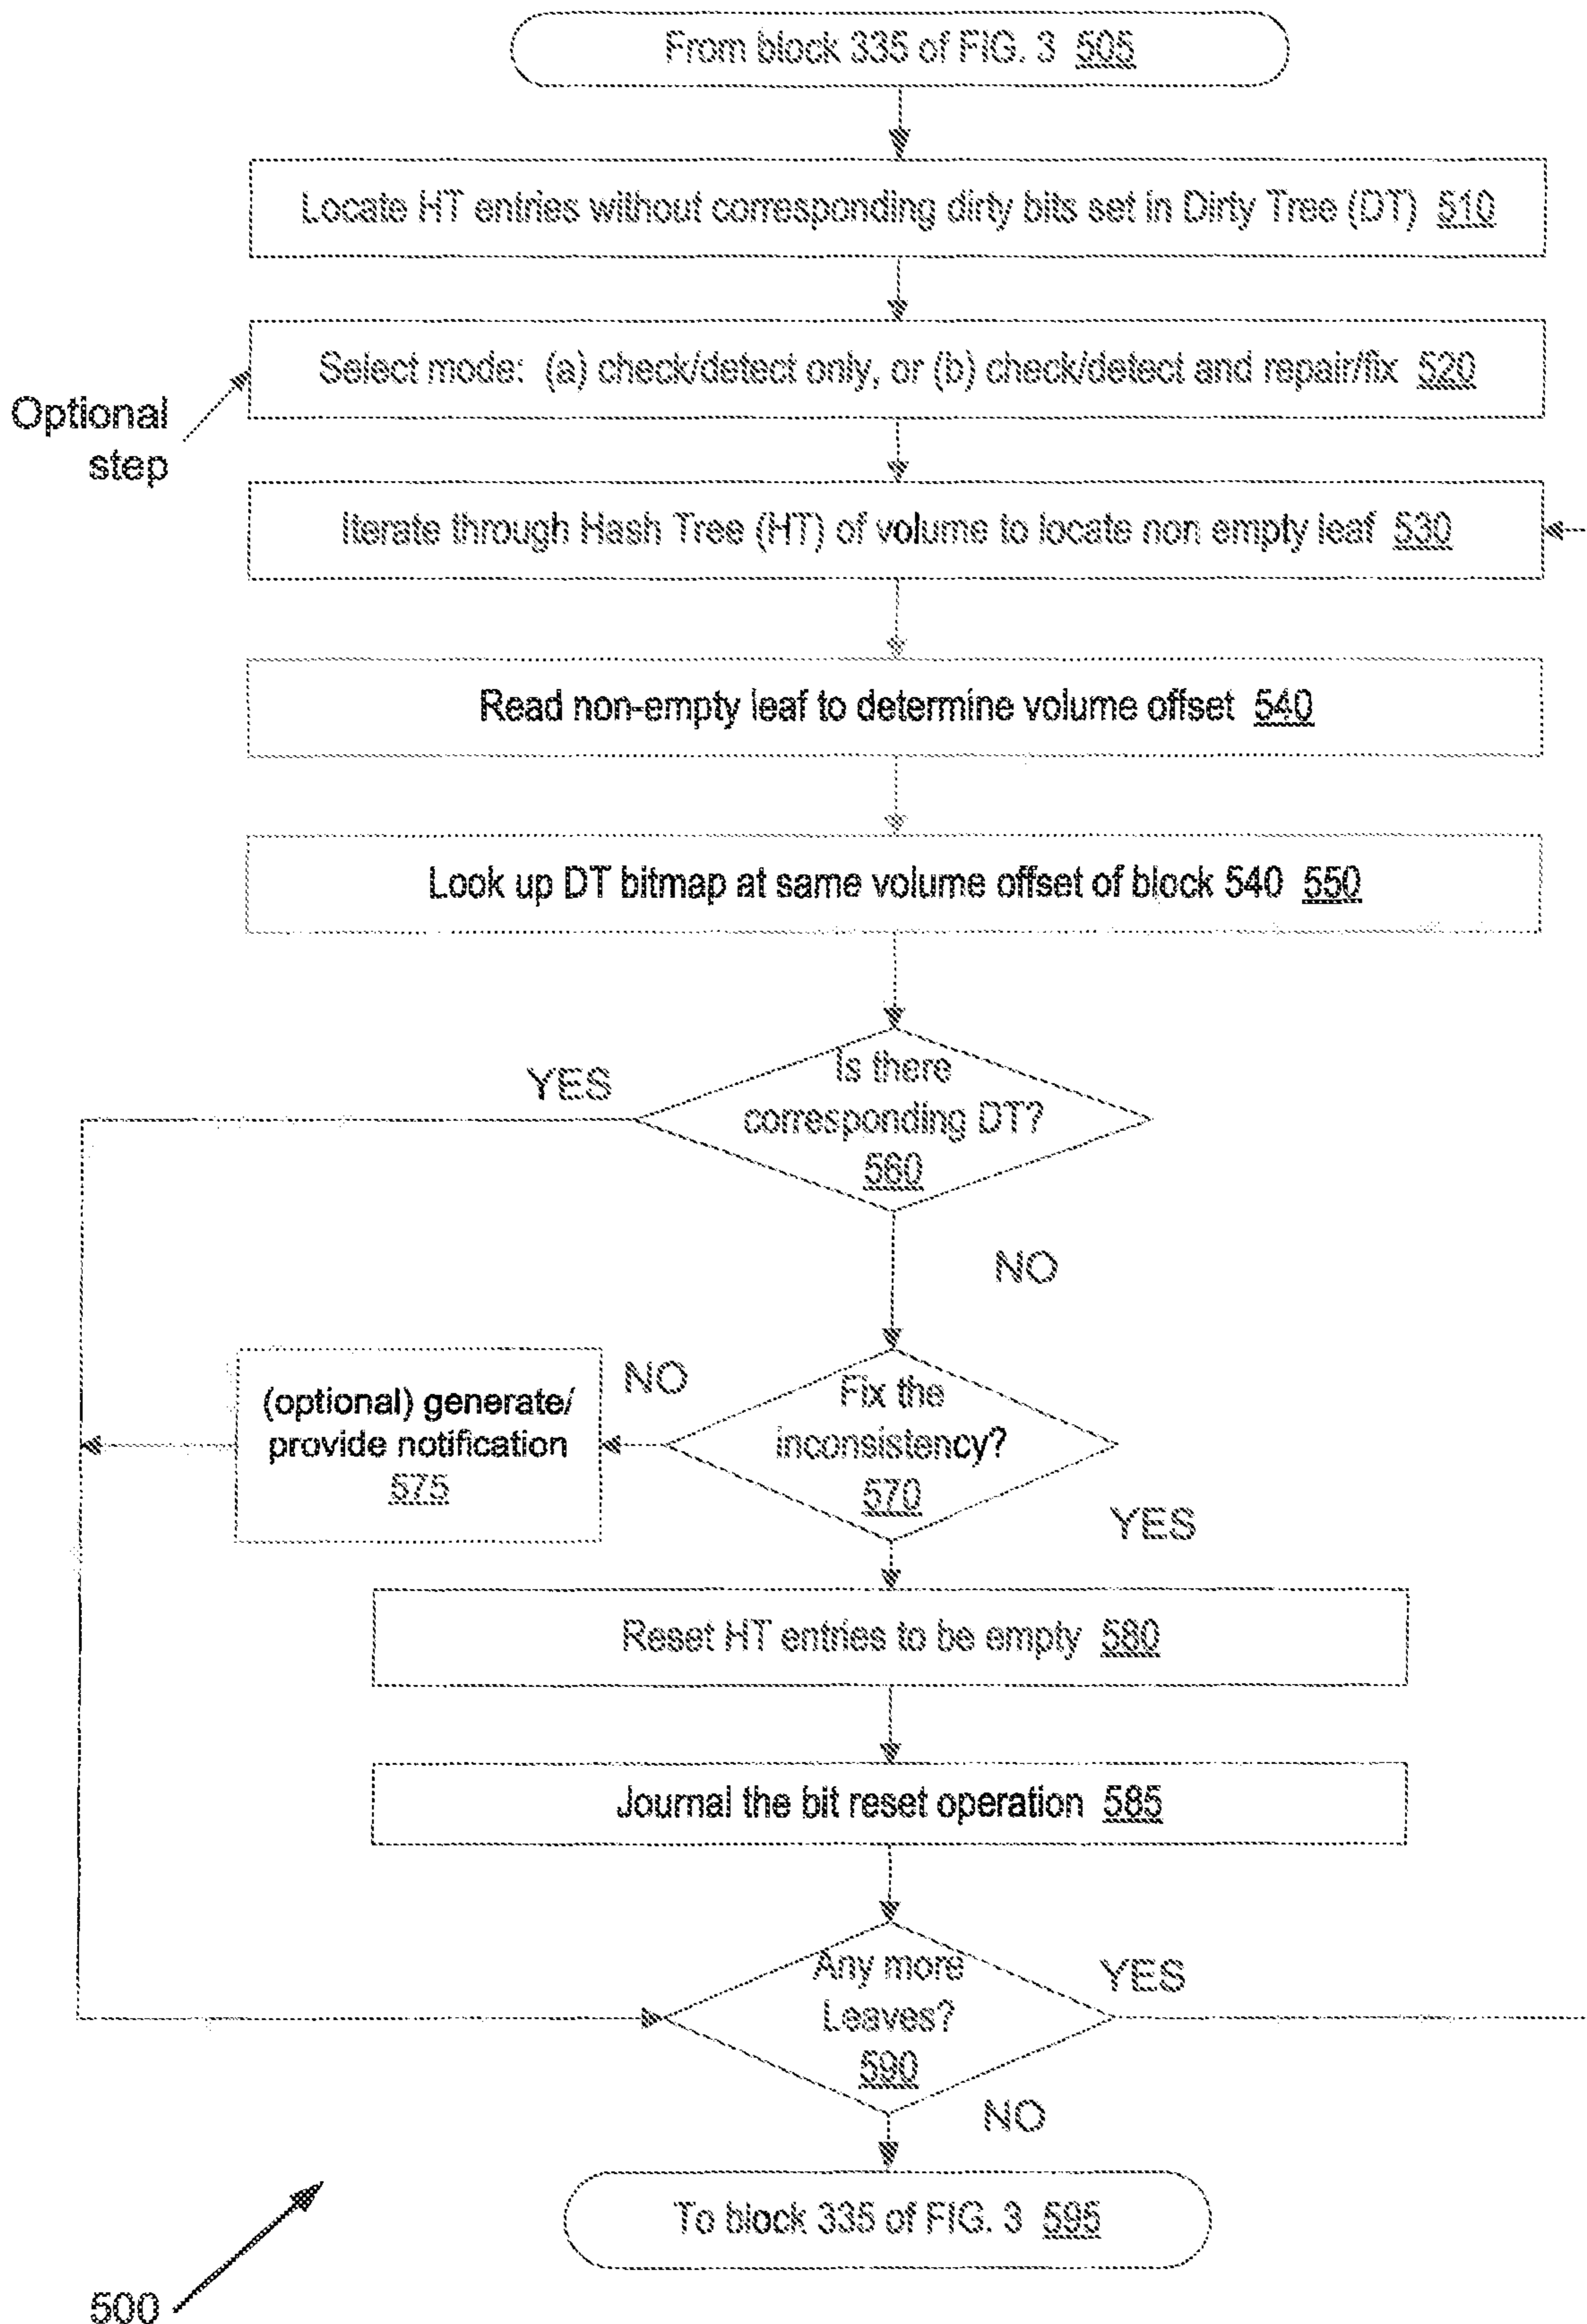 From block 335 of FIG. 3 505
Locate HT entries without corresponding dirty bits set in Dirty Tree (DT) 510
Select mode: (a) check/detect only, or (b) check/detect and repair/fix 520
Optional
step
Iterate through Hash Tree (HT) of volume to locate non empty leaf 530
Read non-empty leaf to determine volume offset 540
Look up DT bitmap at same volume offset of block 540 550
YES
Is there
corresponding DT?
560
NO
(optional) generate/
provide notification
575
NO
Fix the
inconsistency?
570
YES
Reset HT entries to be empty 580
Journal the bit reset operation 585
Any more
Leaves?
590
YES
NO
To block 335 of FIG. 3 595
500